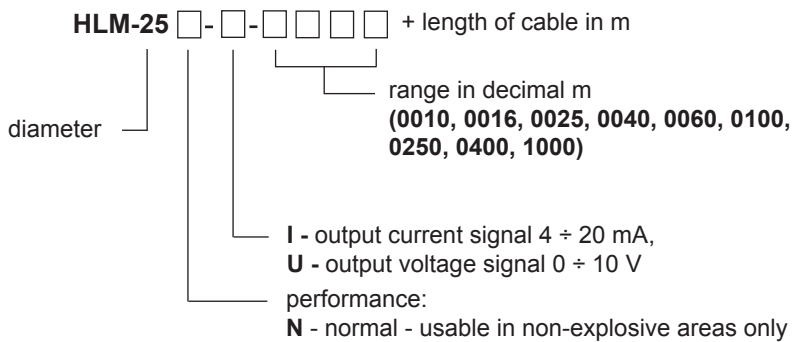 HLM-25 □-□-□□□□ + length of cable in m
range in decimal m
(0010, 0016, 0025, 0040, 0060, 0100,
0250, 0400, 1000)
diameter
I - output current signal 4 ÷ 20 mA,
U - output voltage signal 0 ÷ 10 V
performance:
N - normal - usable in non-explosive areas only